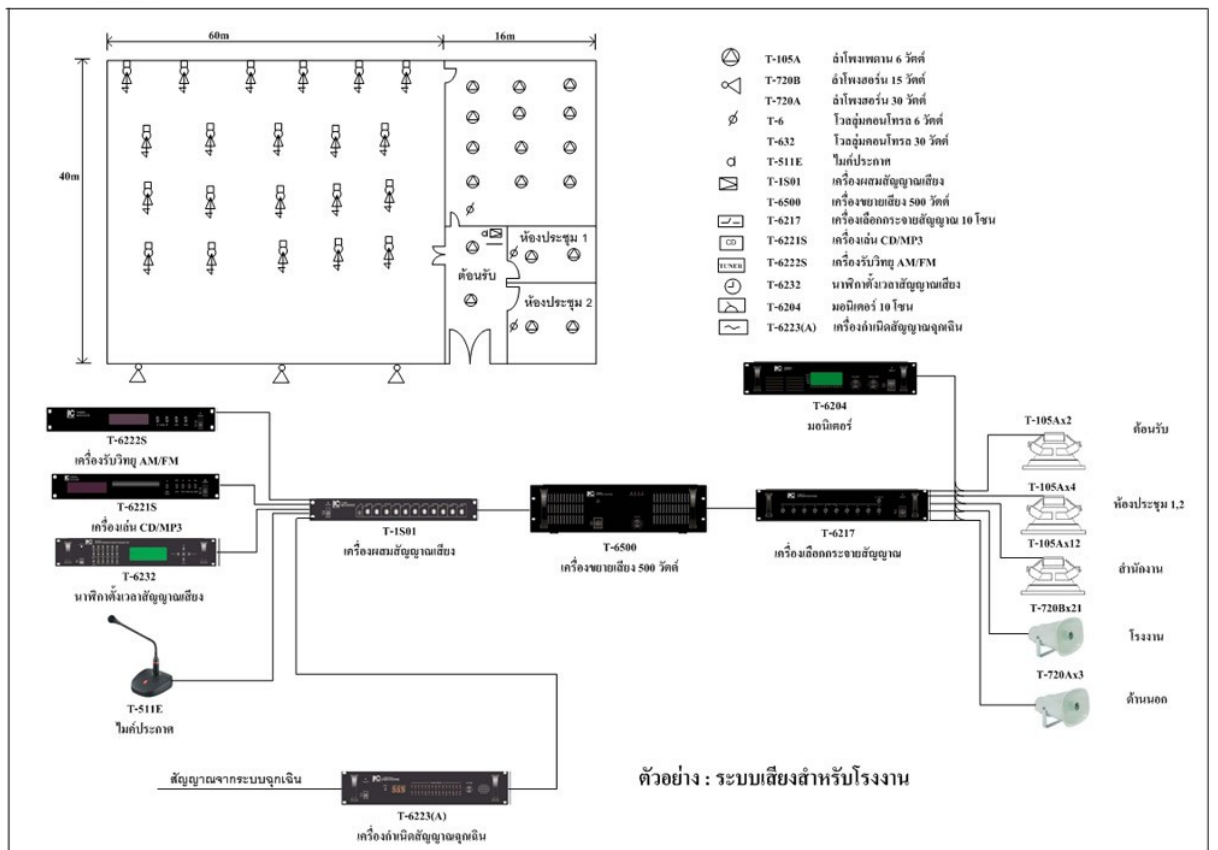 60m
16m
40m
ห้องประชุม 1
ต้อนรับ
ห้องประชุม 2
T-105A ลำโพงเพดาน 6 วัตต์
T-720B ลำโพงฮอร์น 15 วัตต์
T-720A ลำโพงฮอร์น 30 วัตต์
T-6 โวลลุ่มคอนโทรล 6 วัตต์
T-632 โวลลุ่มคอนโทรล 30 วัตต์
T-511E ไมค์ประกาศ
T-1S01 เครื่องผสมสัญญาณเสียง
T-6500 เครื่องขยายเสียง 500 วัตต์
T-6217 เครื่องเลือกกระจายสัญญาณ 10 โซน
CD T-6221S เครื่องเล่น CD/MP3
TUNER T-6222S เครื่องรับวิทยุ AM/FM
T-6232 นาฬิกาตั้งเวลาสัญญาณเสียง
T-6204 มอนิเตอร์ 10 โซน
T-6223(A) เครื่องกำเนิดสัญญาณฉุกเฉิน
T-6222S
เครื่องรับวิทยุ AM/FM
T-6221S
เครื่องเล่น CD/MP3
T-6232
นาฬิกาตั้งเวลาสัญญาณเสียง
T-511E
ไมค์ประกาศ
T-1S01
เครื่องผสมสัญญาณเสียง
T-6500
เครื่องขยายเสียง 500 วัตต์
T-6204
มอนิเตอร์
T-6217
เครื่องเลือกกระจายสัญญาณ
T-105Ax2
ต้อนรับ
T-105Ax4
ห้องประชุม 1,2
T-105Ax12
สำนักงาน
T-720Bx21
โรงงาน
T-720Ax3
ด้านนอก
สัญญาณจากระบบฉุกเฉิน
T-6223(A)
เครื่องกำเนิดสัญญาณฉุกเฉิน
ตัวอย่าง : ระบบเสียงสำหรับโรงงาน